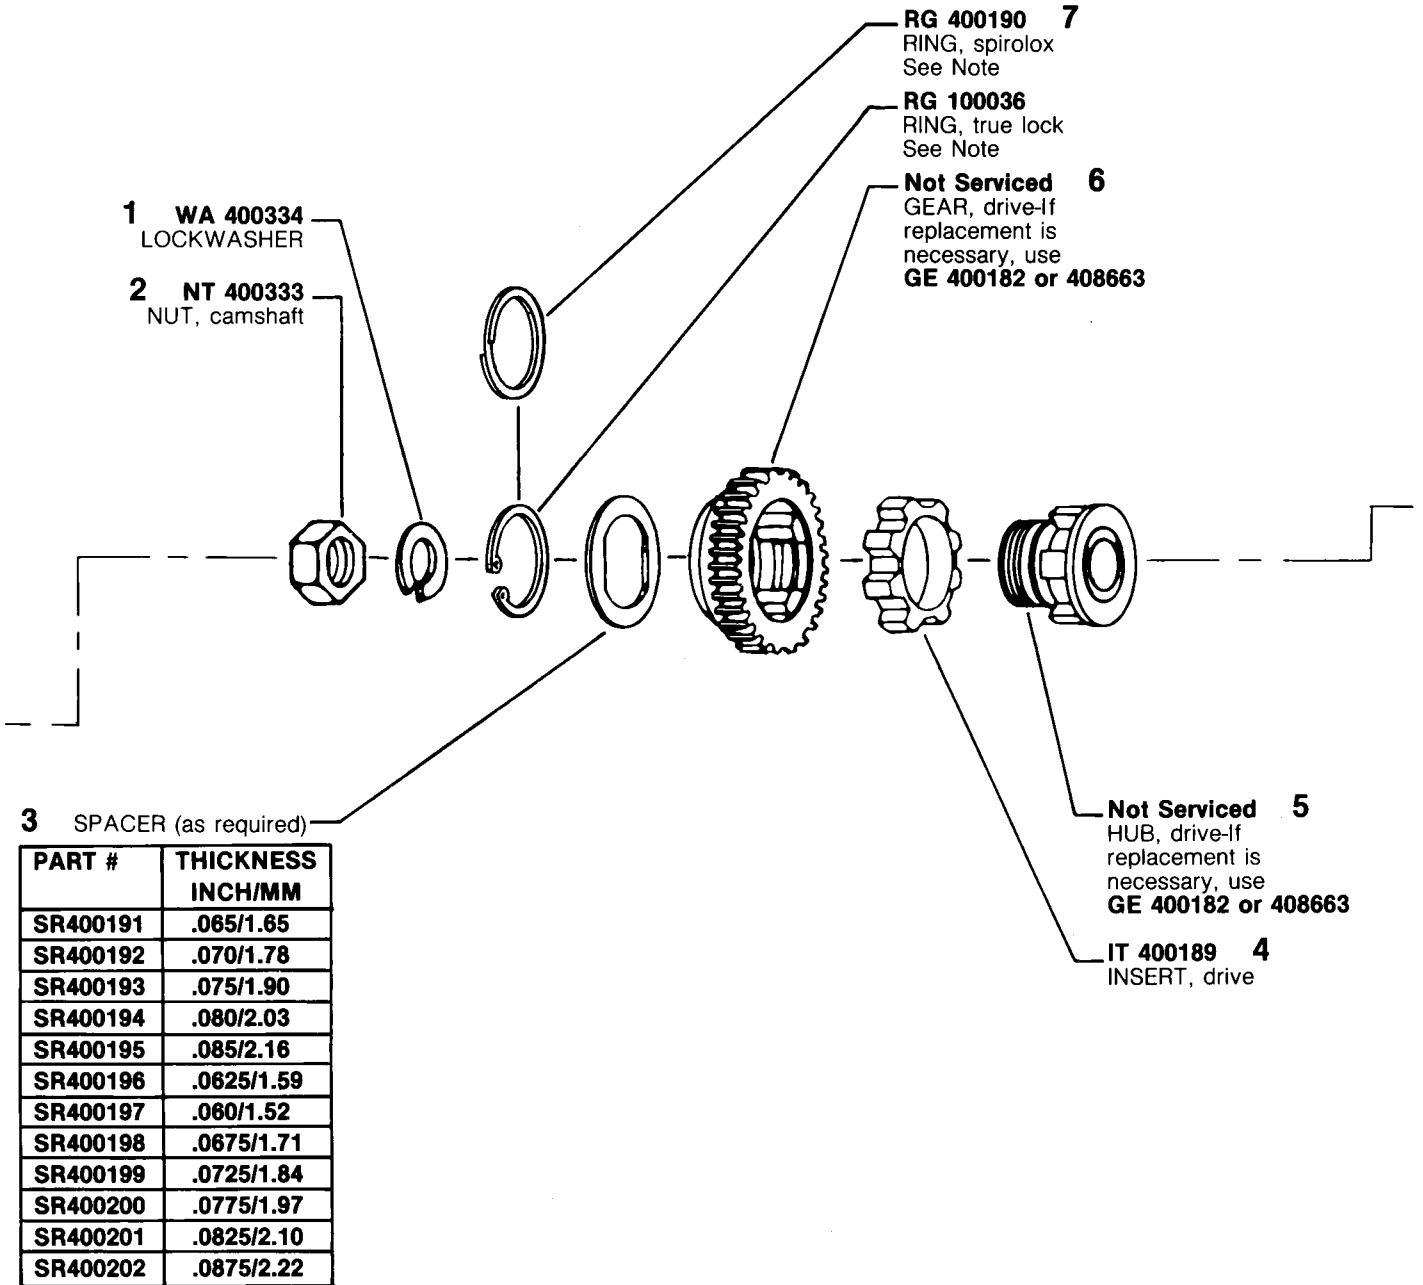 RG 400190 7
RING, spirolox
See Note
RG 100036
RING, true lock
See Note
Not Serviced 6
GEAR, drive-If
replacement is
necessary, use
GE 400182 or 408663
1 WA 400334
LOCKWASHER
2 NT 400333
NUT, camshaft
3 SPACER (as required)
PART # THICKNESS
INCH/MM
SR400191 .065/1.65
SR400192 .070/1.78
SR400193 .075/1.90
SR400194 .080/2.03
SR400195 .085/2.16
SR400196 .0625/1.59
SR400197 .060/1.52
SR400198 .0675/1.71
SR400199 .0725/1.84
SR400200 .0775/1.97
SR400201 .0825/2.10
SR400202 .0875/2.22
Not Serviced 5
HUB, drive-If
replacement is
necessary, use
GE 400182 or 408663
IT 400189 4
INSERT, drive